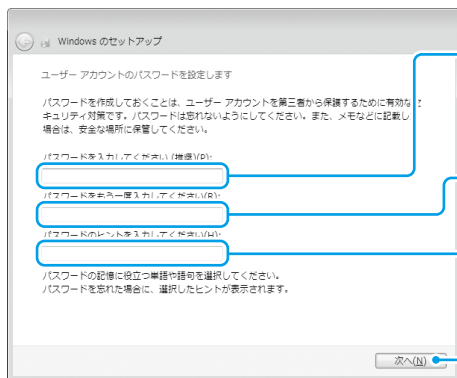 Windows のセットアップ
ユーザー アカウントのパスワードを設定します
パスワードを作成しておくことは、ユーザー アカウントを第三者から保護するために有効なセ
キュリティ対策です。パスワードは忘れないようにしてください。また、メモなどに記載し
場合は、安全な場所に保管してください。
パスワードを入力してください (推奨)(P):
パスワードをもう一度入力してください(R):
パスワードのヒントを入力してください(H):
パスワードの記憶に役立つ単語や語句を選択してください。
パスワードを忘れた場合に、選択したヒントが表示されます。
次へ(N)